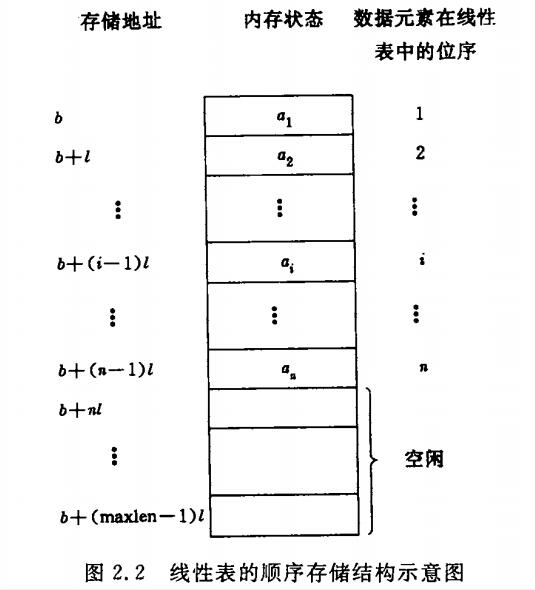 存储地址 内存状态 数据元素在线性
表中的位序
b a₁ 1
b+l a₂ 2
⋮ ⋮ ⋮
b+(i−1)l aᵢ i
⋮ ⋮ ⋮
b+(n−1)l aₙ n
b+nl
⋮ 空闲
b+(maxlen−1)l
图 2.2 线性表的顺序存储结构示意图